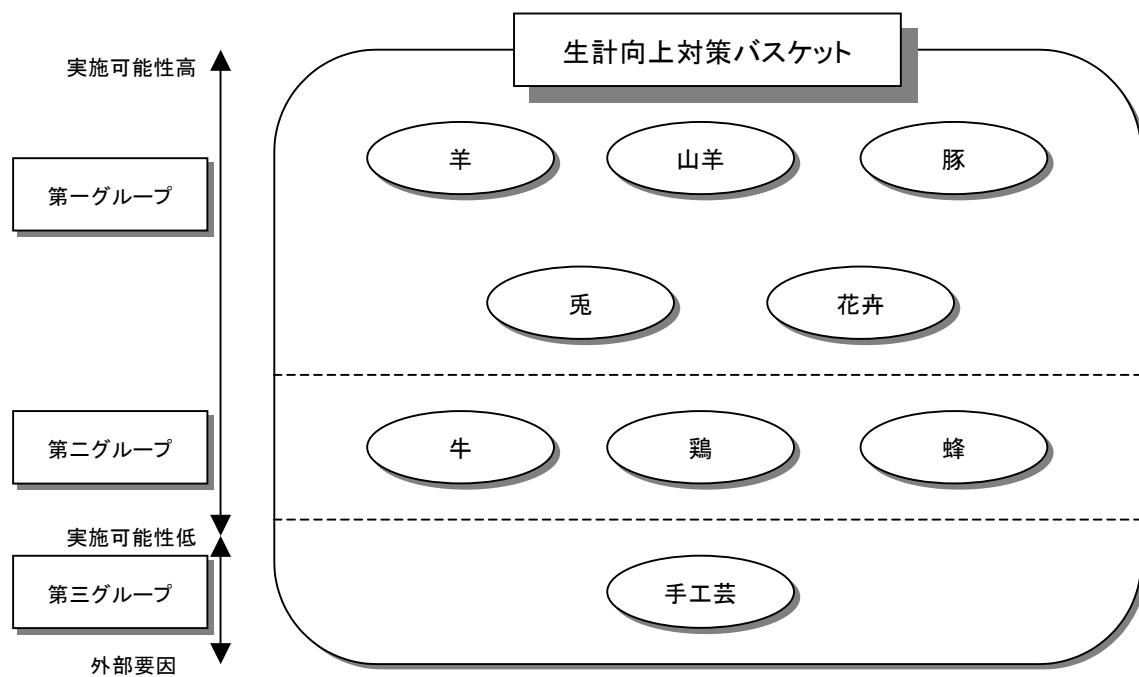 生計向上対策バスケット
実施可能性高
羊
山羊
豚
第一グループ
兎
花卉
第二グループ
牛
鶏
蜂
実施可能性低
第三グループ
手工芸
外部要因